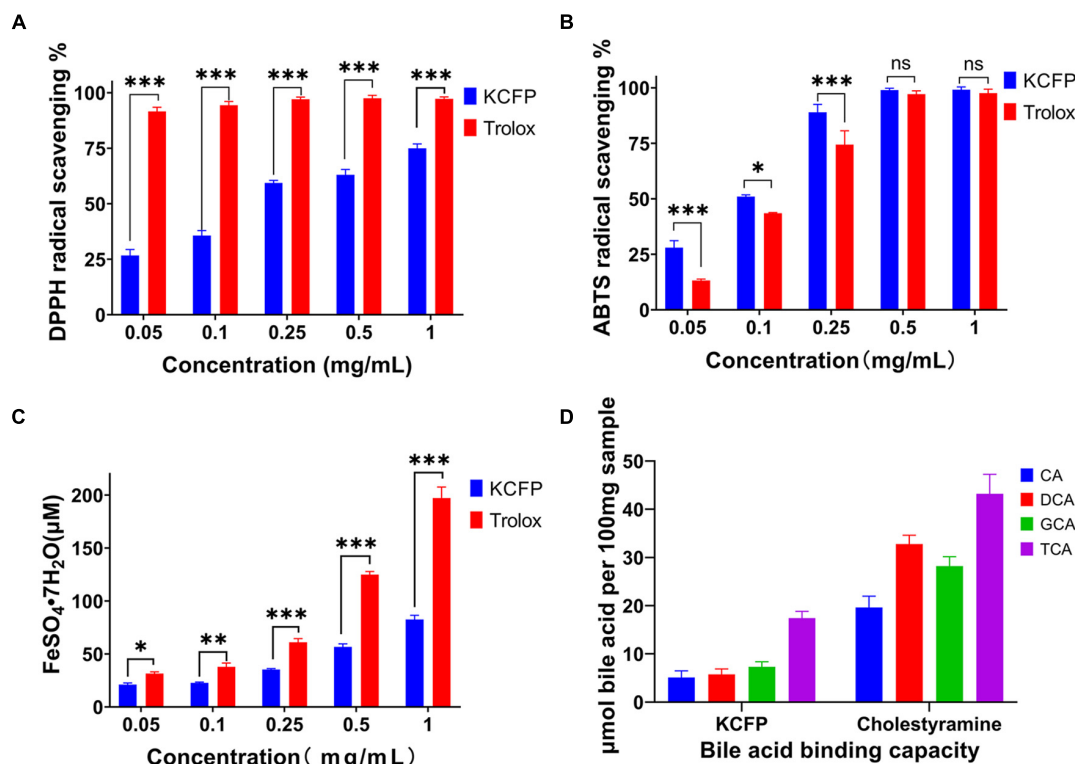 A
DPPH radical scavenging %
100
75
50
25
0
*** *** *** *** ***
KCFP
Trolox
0.05 0.1 0.25 0.5 1
Concentration (mg/mL)
B
ABTS radical scavenging %
100
75
50
25
0
*** * *** ns ns
KCFP
Trolox
0.05 0.1 0.25 0.5 1
Concentration（mg/mL）
C
FeSO₄•7H₂O(μM)
200
150
100
50
0
* ** *** *** ***
KCFP
Trolox
0.05 0.1 0.25 0.5 1
Concentration（ mg/mL）
D
μmol bile acid per 100mg sample
50
40
30
20
10
0
CA
DCA
GCA
TCA
KCFP Cholestyramine
Bile acid binding capacity